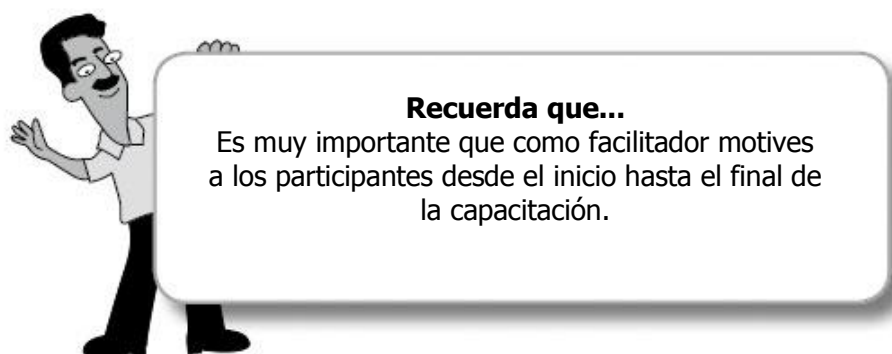 Recuerda que...
Es muy importante que como facilitador motives
a los participantes desde el inicio hasta el final de
la capacitación.